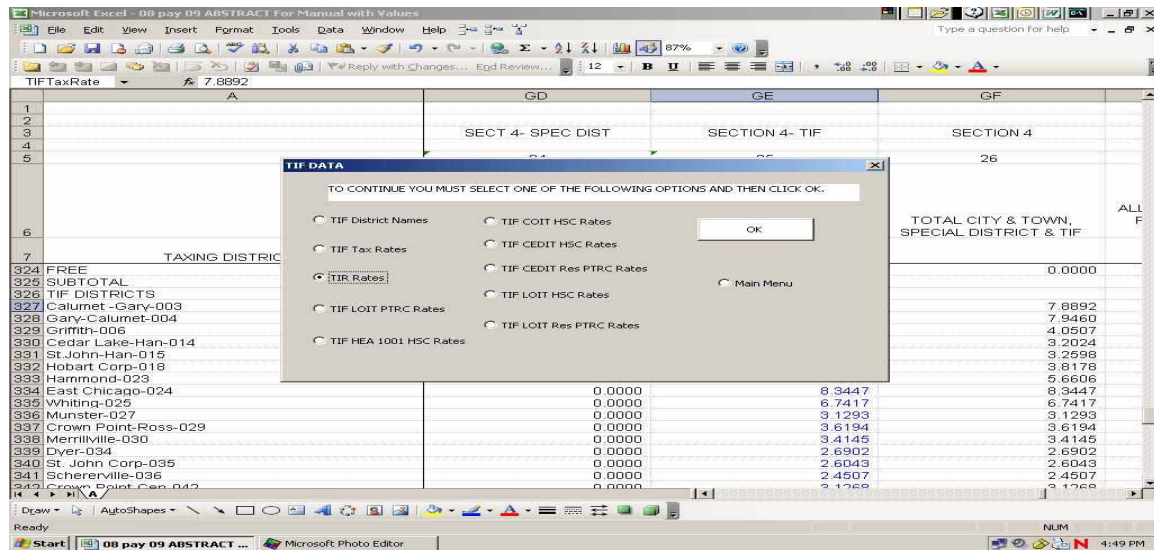 Microsoft Excel - 08 pay 09 ABSTRACT For Manual with Values
File Edit View Insert Format Tools Data Window Help
Type a question for help
87%
Reply with Changes... End Review...
12
B U
TIFTaxRate
fx 7.8892
A GD GE GF
1
2
3 SECT 4- SPEC DIST SECTION 4- TIF SECTION 4
4
5 26
6 TOTAL CITY & TOWN,
SPECIAL DISTRICT & TIF
ALL
7 TAXING DISTRIC
TIF DATA
TO CONTINUE YOU MUST SELECT ONE OF THE FOLLOWING OPTIONS AND THEN CLICK OK.
TIF District Names
TIF Tax Rates
TIR Rates
TIF LOIT PTRC Rates
TIF HEA 1001 HSC Rates
TIF COIT HSC Rates
TIF CEDIT HSC Rates
TIF CEDIT Res PTRC Rates
TIF LOIT HSC Rates
TIF LOIT Res PTRC Rates
OK
Main Menu
324 FREE 0.0000
325 SUBTOTAL
326 TIF DISTRICTS
327 Calumet -Gary-003 7.8892
328 Gary-Calumet-004 7.9460
329 Griffith-006 4.0507
330 Cedar Lake-Han-014 3.2024
331 St.John-Han-015 3.2598
332 Hobart Corp-018 3.8178
333 Hammond-023 5.6606
334 East Chicago-024 0.0000 8.3447 8.3447
335 Whiting-025 0.0000 6.7417 6.7417
336 Munster-027 0.0000 3.1293 3.1293
337 Crown Point-Ross-029 0.0000 3.6194 3.6194
338 Merrillville-030 0.0000 3.4145 3.4145
339 Dyer-034 0.0000 2.6902 2.6902
340 St. John Corp-035 0.0000 2.6043 2.6043
341 Schererville-036 0.0000 2.4507 2.4507
342 Crown Point Cen-042 0.0000 3.1268 3.1268
A
Draw AutoShapes
Ready
NUM
Start 08 pay 09 ABSTRACT ... Microsoft Photo Editor 4:49 PM